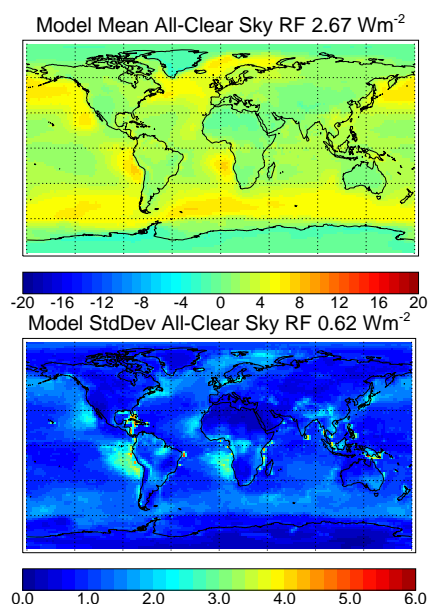 Model Mean All-Clear Sky RF 2.67 Wm-2
-20 -16 -12 -8 -4 0 4 8 12 16 20
Model StdDev All-Clear Sky RF 0.62 Wm-2
0.0 1.0 2.0 3.0 4.0 5.0 6.0